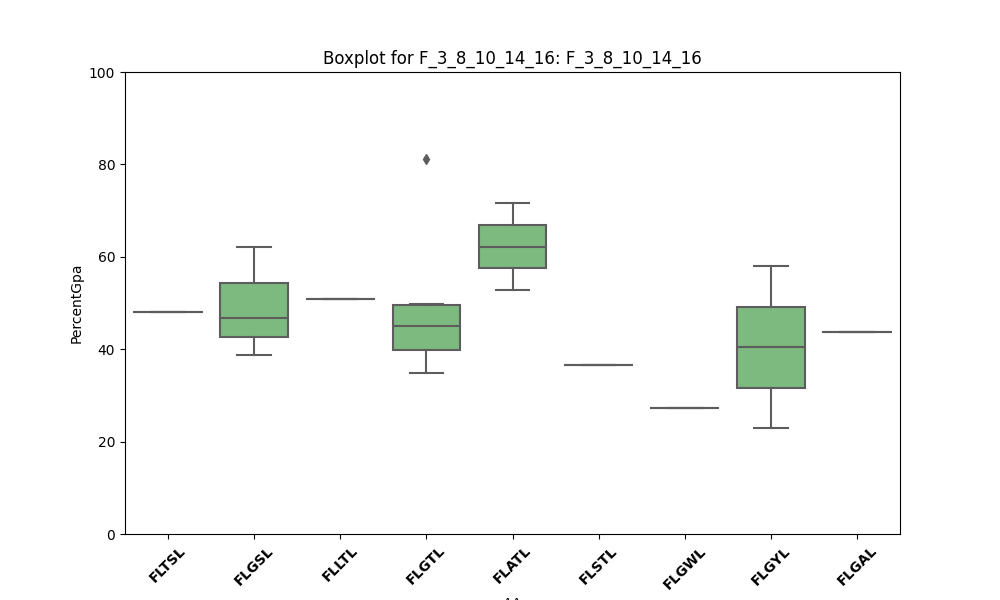 Boxplot for F_3_8_10_14_16: F_3_8_10_14_16
100
80
60
40
20
0
PercentGpa
FLTSL
FLGSL
FLLTL
FLGTL
FLATL
FLSTL
FLGWL
FLGYL
FLGAL